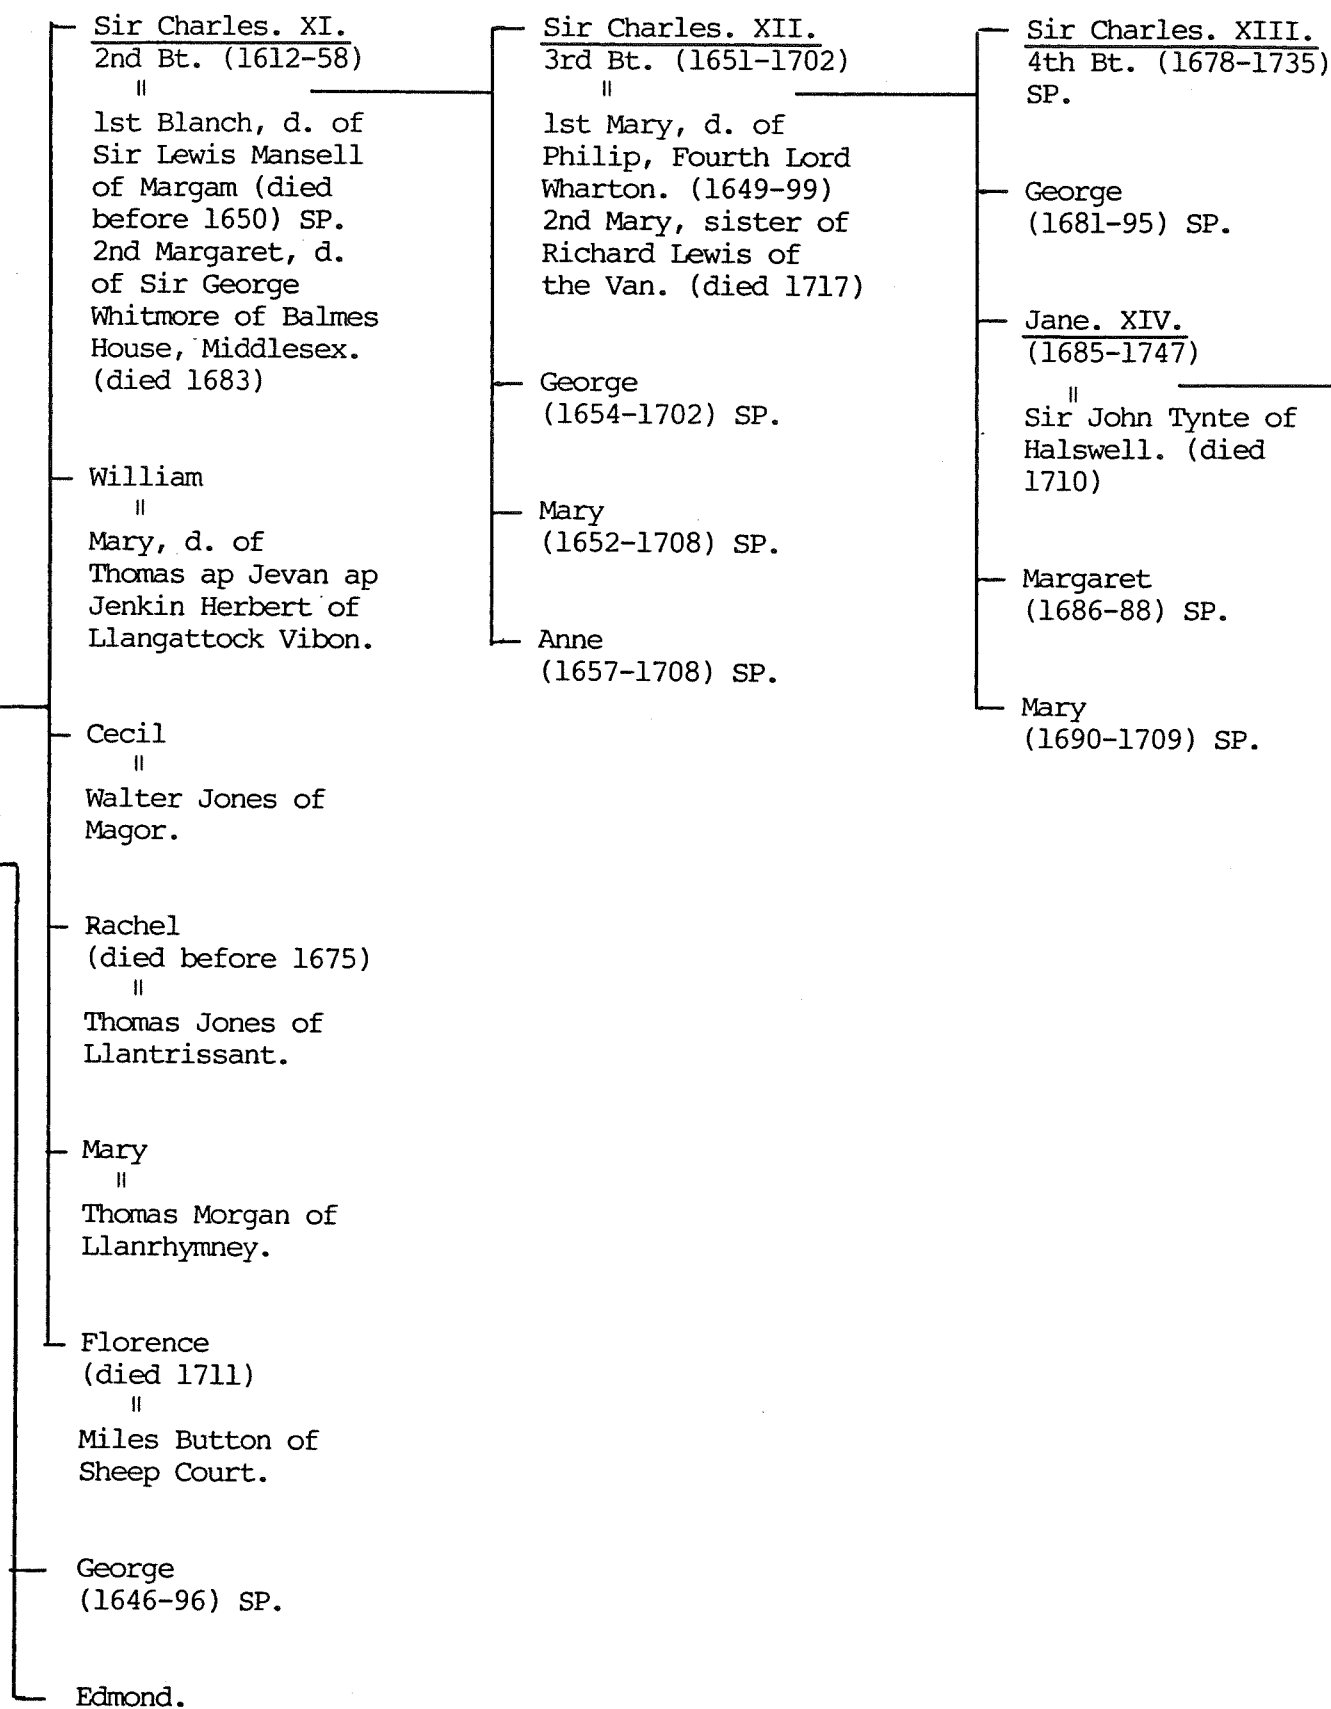 Sir Charles. XI.
2nd Bt. (1612-58)
=
1st Blanch, d. of
Sir Lewis Mansell
of Margam (died
before 1650) SP.
2nd Margaret, d.
of Sir George
Whitmore of Balmes
House, Middlesex.
(died 1683)
William
=
Mary, d. of
Thomas ap Jevan ap
Jenkin Herbert of
Llangattock Vibon.
Cecil
=
Walter Jones of
Magor.
Rachel
(died before 1675)
=
Thomas Jones of
Llantrissant.
Mary
=
Thomas Morgan of
Llanrhymney.
Florence
(died 1711)
=
Miles Button of
Sheep Court.
George
(1646-96) SP.
Edmond.
Sir Charles. XII.
3rd Bt. (1651-1702)
=
1st Mary, d. of
Philip, Fourth Lord
Wharton. (1649-99)
2nd Mary, sister of
Richard Lewis of
the Van. (died 1717)
George
(1654-1702) SP.
Mary
(1652-1708) SP.
Anne
(1657-1708) SP.
Sir Charles. XIII.
4th Bt. (1678-1735)
SP.
George
(1681-95) SP.
Jane. XIV.
(1685-1747)
=
Sir John Tynte of
Halswell. (died
1710)
Margaret
(1686-88) SP.
Mary
(1690-1709) SP.